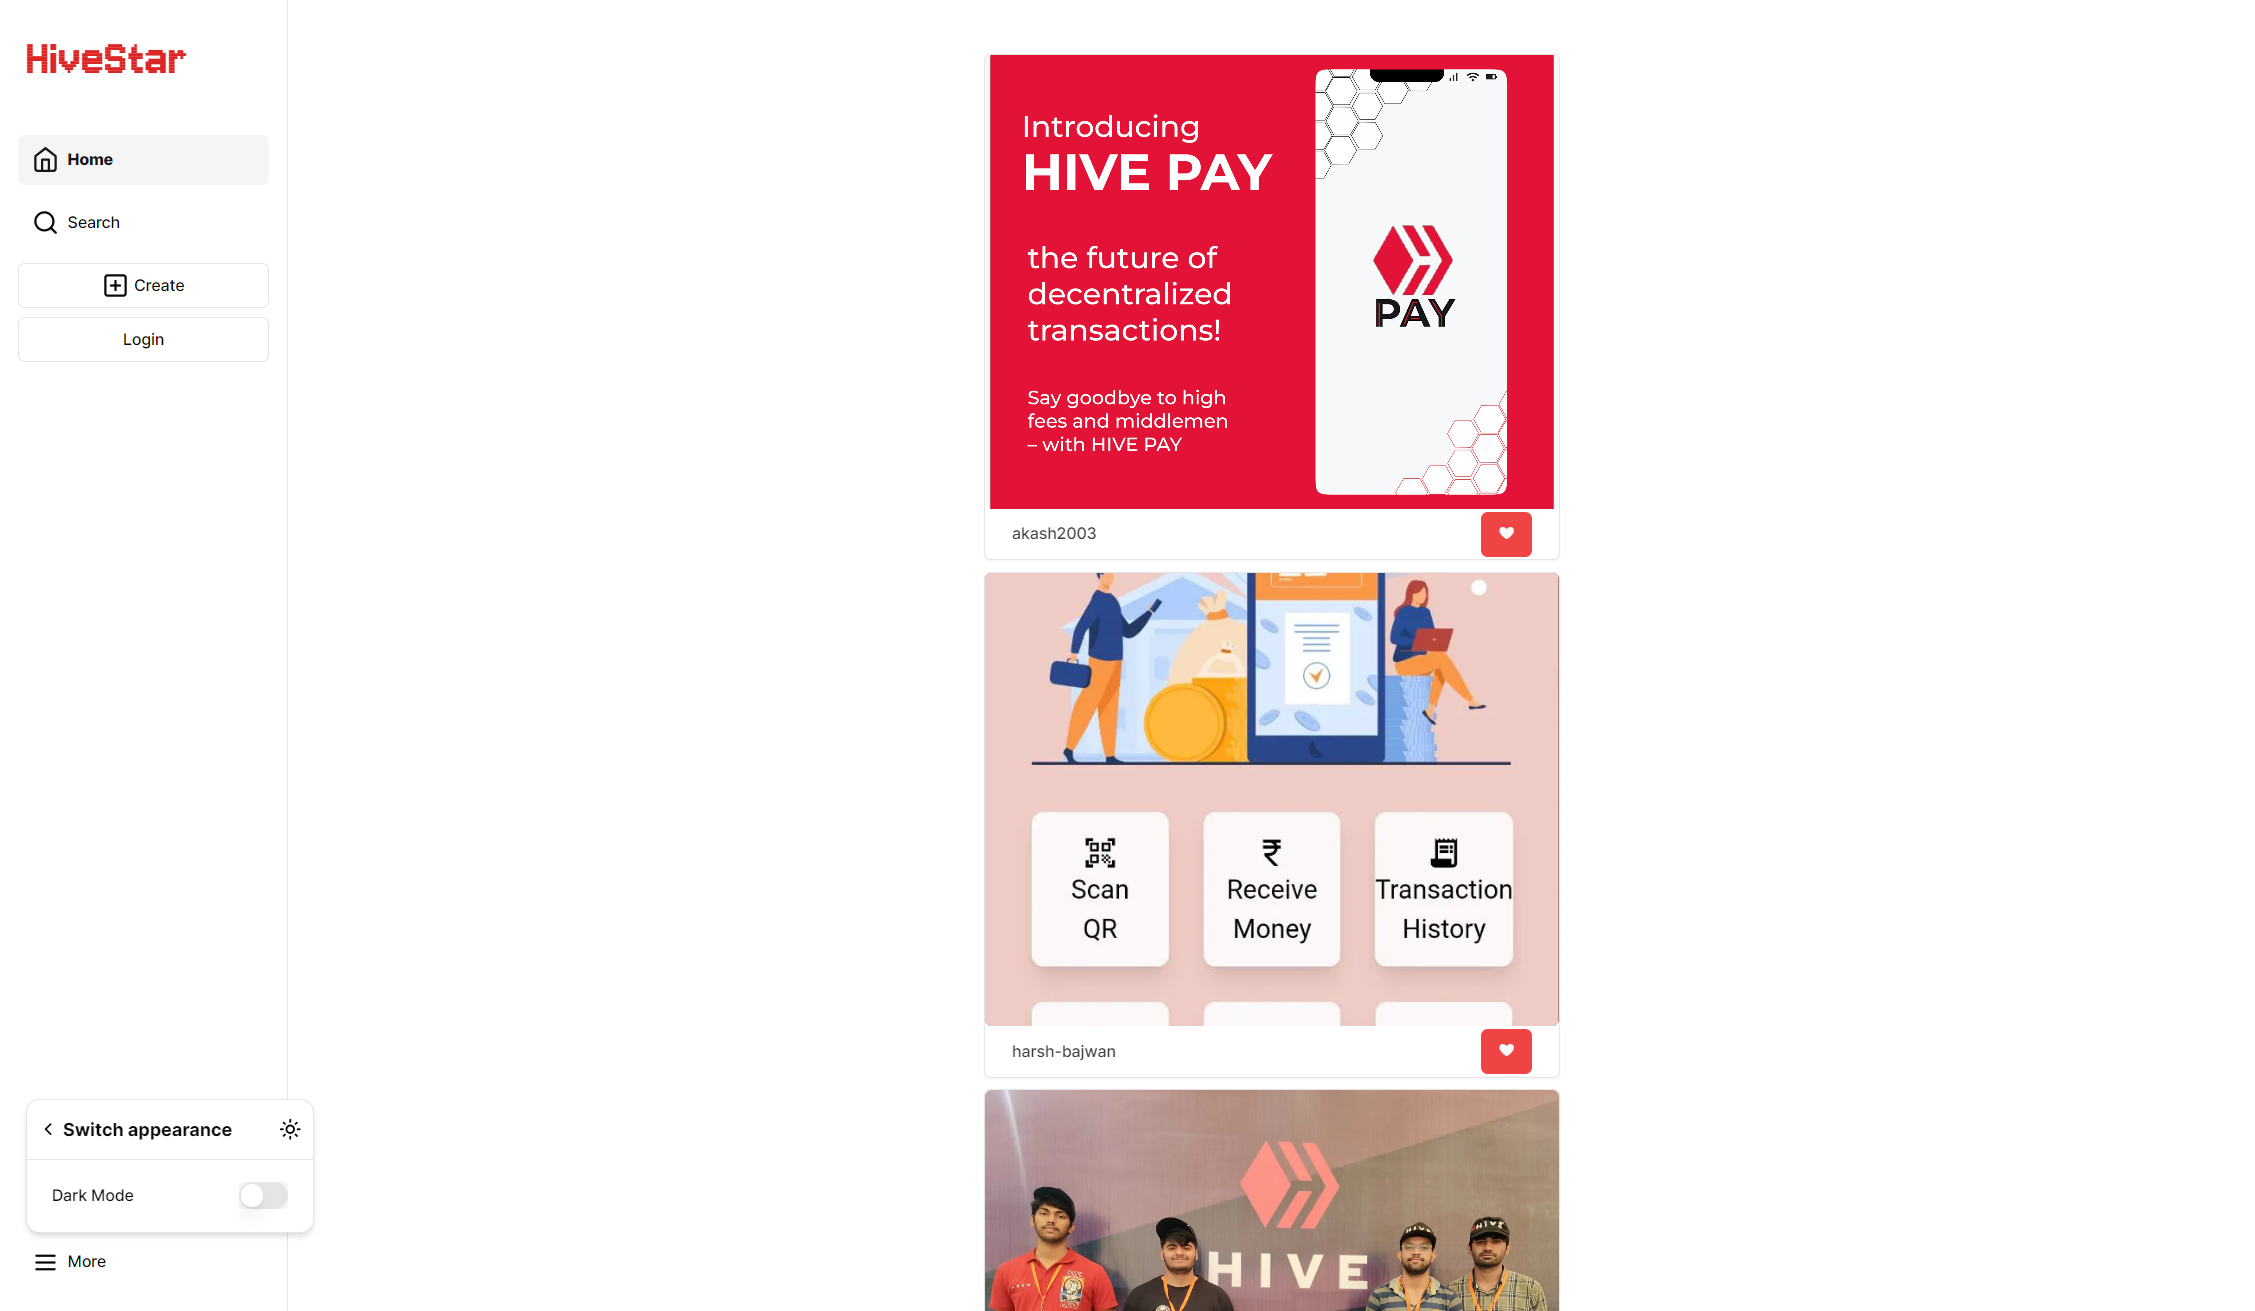 HiveStar
Home
Search
Create
Login
Introducing
HIVE PAY
the future of
decentralized
transactions!
Say goodbye to high
fees and middlemen
– with HIVE PAY
PAY
akash2003
Scan
QR
₹
Receive
Money
Transaction
History
harsh-bajwan
HIVE
HIVE
HIVE
Switch appearance
Dark Mode
More